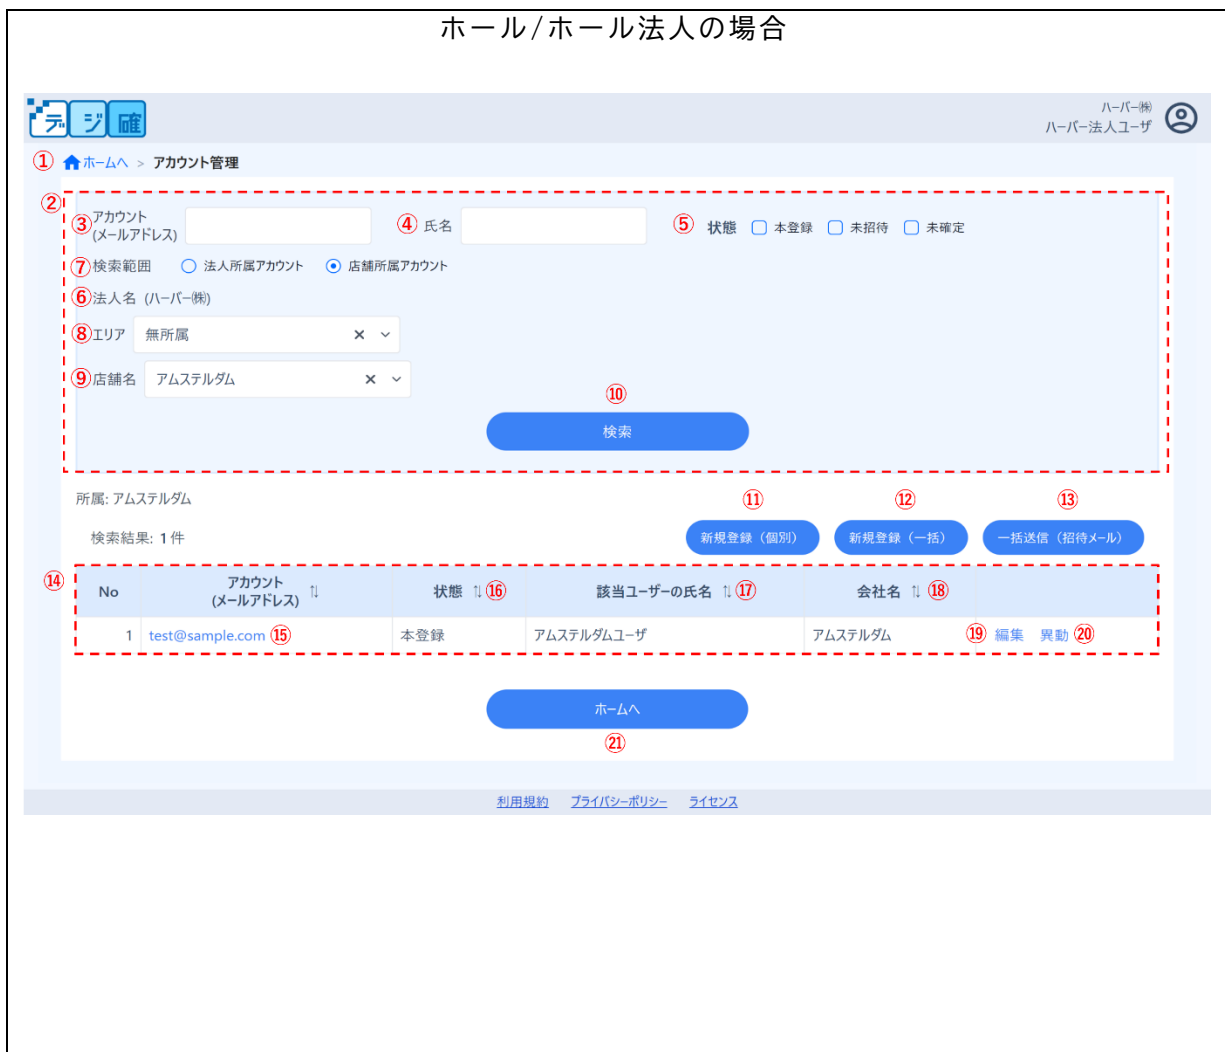 ホール/ホール法人の場合
デジ確
ハーバー㈱
ハーバー法人ユーザ
① ホームへ > アカウント管理
②
③ アカウント
(メールアドレス)
④ 氏名
⑤ 状態 本登録 未招待 未確定
⑦ 検索範囲 法人所属アカウント 店舗所属アカウント
⑥ 法人名 (ハーバー㈱)
⑧ エリア 無所属
⑨ 店舗名 アムステルダム
⑩
検索
所属: アムステルダム
⑪ ⑫ ⑬
検索結果: 1 件 新規登録（個別） 新規登録（一括） 一括送信（招待メール）
⑭
No アカウント
(メールアドレス) ⇅ 状態 ⇅ ⑯ 該当ユーザーの氏名 ⇅ ⑰ 会社名 ⇅ ⑱
1 test@sample.com ⑮ 本登録 アムステルダムユーザ アムステルダム ⑲ 編集 異動 ⑳
ホームへ
㉑
利用規約 プライバシーポリシー ライセンス